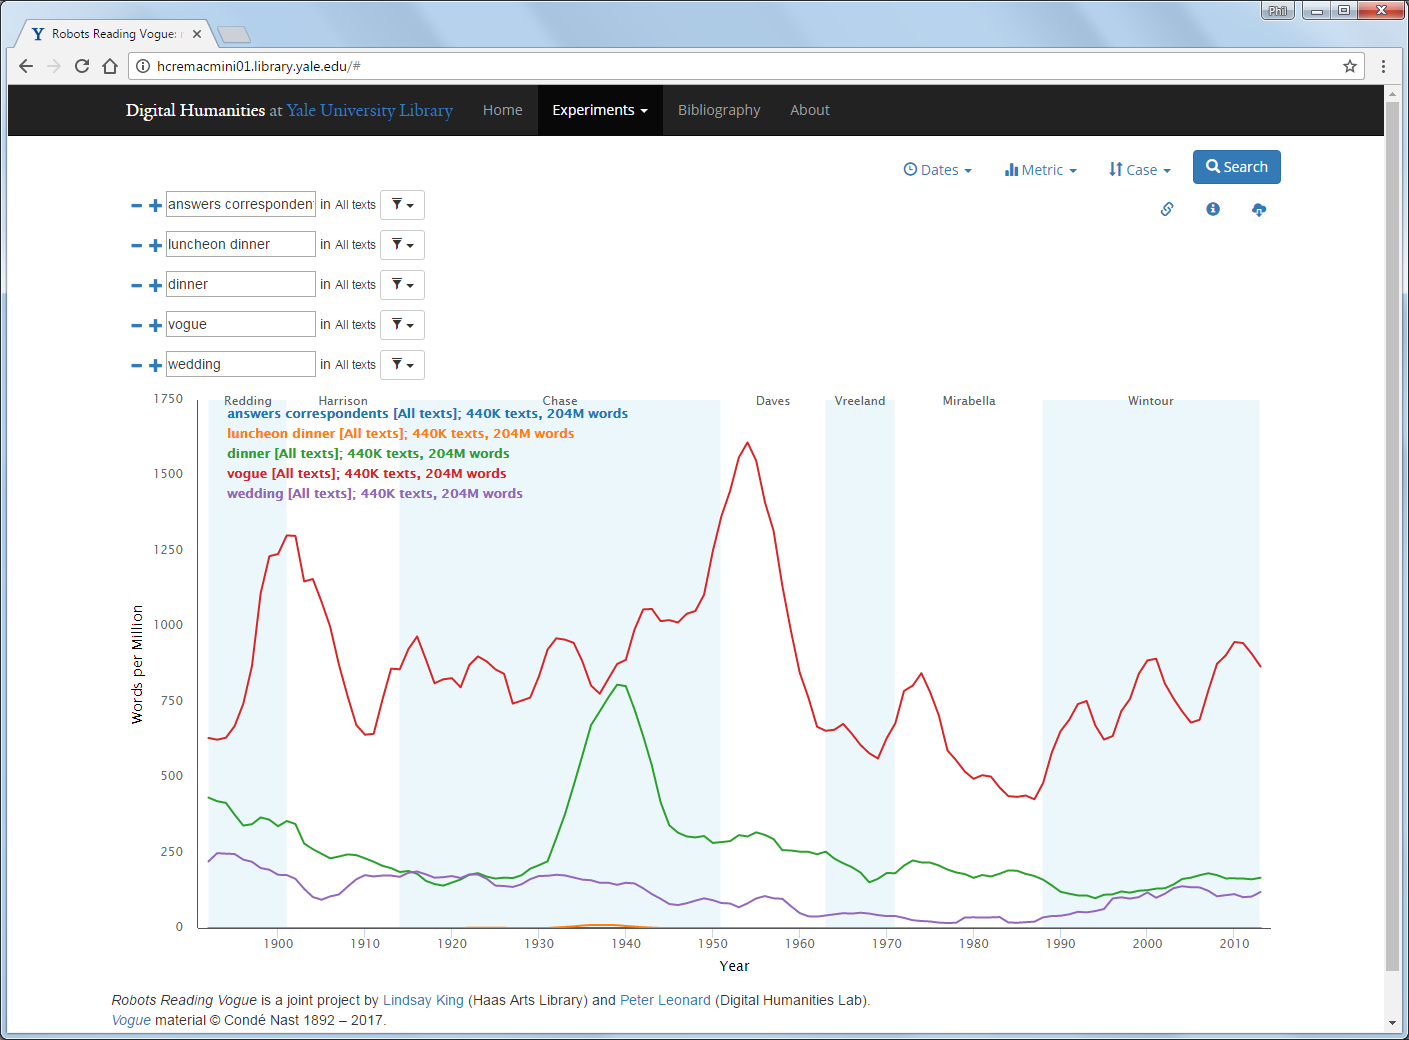 Phil
Robots Reading Vogue:
hcremacmini01.library.yale.edu/#
Digital Humanities at Yale University Library Home Experiments Bibliography About
Dates Metric Case Search
answers correspondent in All texts
luncheon dinner in All texts
dinner in All texts
vogue in All texts
wedding in All texts
Redding Harrison Chase Daves Vreeland Mirabella Wintour
answers correspondents [All texts]; 440K texts, 204M words
luncheon dinner [All texts]; 440K texts, 204M words
dinner [All texts]; 440K texts, 204M words
vogue [All texts]; 440K texts, 204M words
wedding [All texts]; 440K texts, 204M words
1750
1500
1250
1000
750
500
250
0
Words per Million
1900 1910 1920 1930 1940 1950 1960 1970 1980 1990 2000 2010
Year
Robots Reading Vogue is a joint project by Lindsay King (Haas Arts Library) and Peter Leonard (Digital Humanities Lab).
Vogue material © Condé Nast 1892 – 2017.